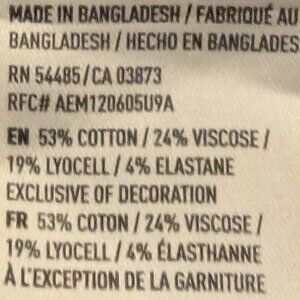 MADE IN BANGLADESH / FABRIQUÉ AU
BANGLADESH / HECHO EN BANGLADES
RN 54485 / CA 03873
RFC# AEM120605U9A
EN 53% COTTON / 24% VISCOSE /
19% LYOCELL / 4% ELASTANE
EXCLUSIVE OF DECORATION
FR 53% COTON / 24% VISCOSE /
19% LYOCELL / 4% ÉLASTHANNE
À L'EXCEPTION DE LA GARNITURE